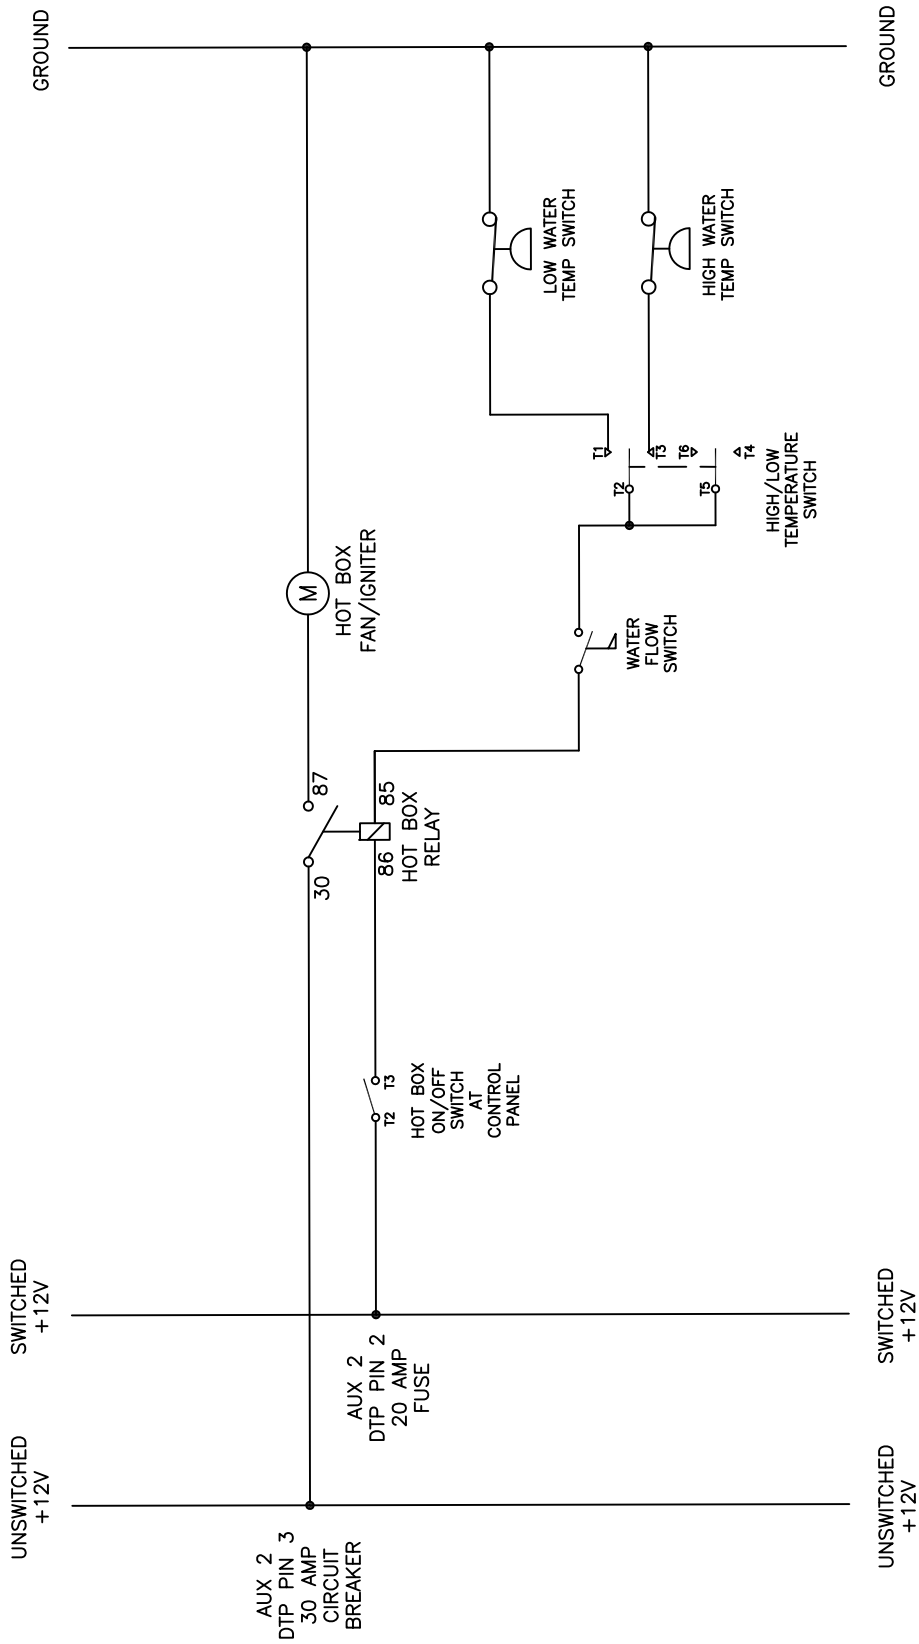 UNSWITCHED
+12V
SWITCHED
+12V
GROUND
AUX 2
DTP PIN 3
30 AMP
CIRCUIT
BREAKER
30
87
M
HOT BOX
FAN/IGNITER
AUX 2
DTP PIN 2
20 AMP
FUSE
T2
T3
HOT BOX
ON/OFF
SWITCH
AT
CONTROL
PANEL
86
85
HOT BOX
RELAY
LOW WATER
TEMP SWITCH
WATER
FLOW
SWITCH
T1
T2
T3
T6
T5
T4
HIGH/LOW
TEMPERATURE
SWITCH
HIGH WATER
TEMP SWITCH
UNSWITCHED
+12V
SWITCHED
+12V
GROUND